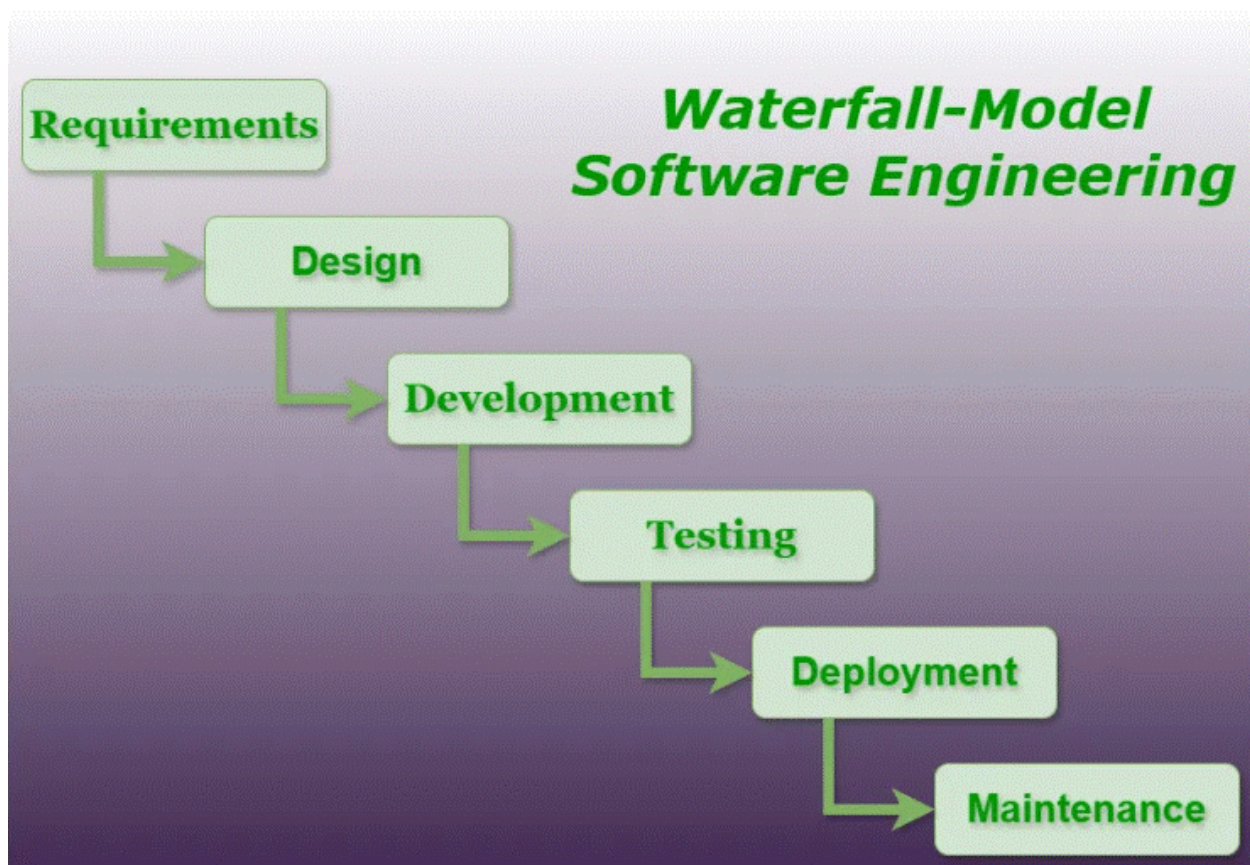 Waterfall-Model
Software Engineering
Requirements
Design
Development
Testing
Deployment
Maintenance